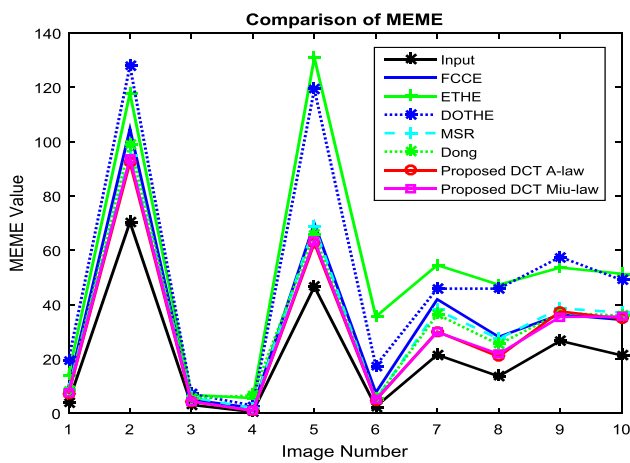 Comparison of MEME
MEME Value
140
120
100
80
60
40
20
0
1 2 3 4 5 6 7 8 9 10
Image Number
Input
FCCE
ETHE
DOTHE
MSR
Dong
Proposed DCT A-law
Proposed DCT Miu-law